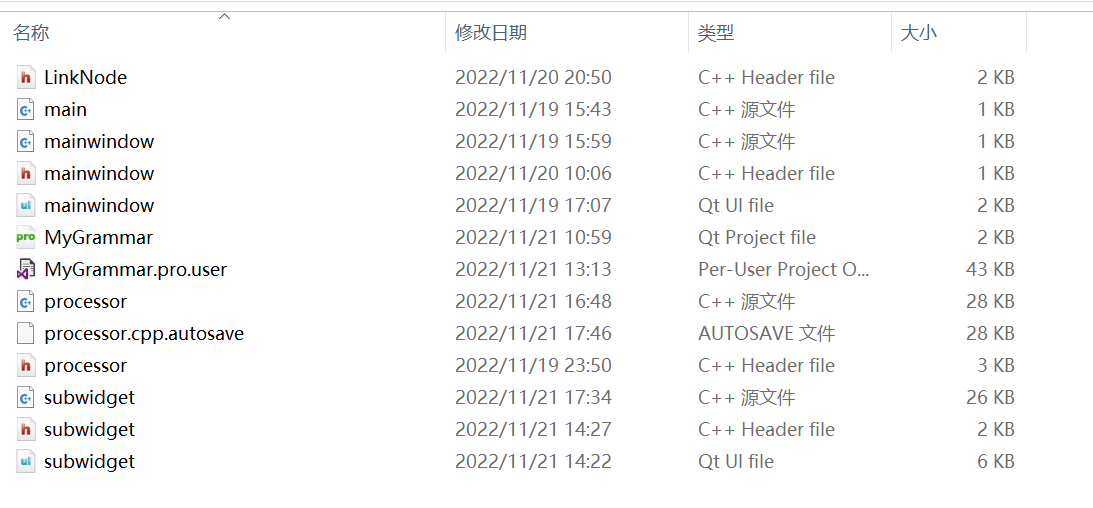 名称 修改日期 类型 大小
LinkNode 2022/11/20 20:50 C++ Header file 2 KB
main 2022/11/19 15:43 C++ 源文件 1 KB
mainwindow 2022/11/19 15:59 C++ 源文件 1 KB
mainwindow 2022/11/20 10:06 C++ Header file 1 KB
mainwindow 2022/11/19 17:07 Qt UI file 2 KB
MyGrammar 2022/11/21 10:59 Qt Project file 2 KB
MyGrammar.pro.user 2022/11/21 13:13 Per-User Project O... 43 KB
processor 2022/11/21 16:48 C++ 源文件 28 KB
processor.cpp.autosave 2022/11/21 17:46 AUTOSAVE 文件 28 KB
processor 2022/11/19 23:50 C++ Header file 3 KB
subwidget 2022/11/21 17:34 C++ 源文件 26 KB
subwidget 2022/11/21 14:27 C++ Header file 2 KB
subwidget 2022/11/21 14:22 Qt UI file 6 KB